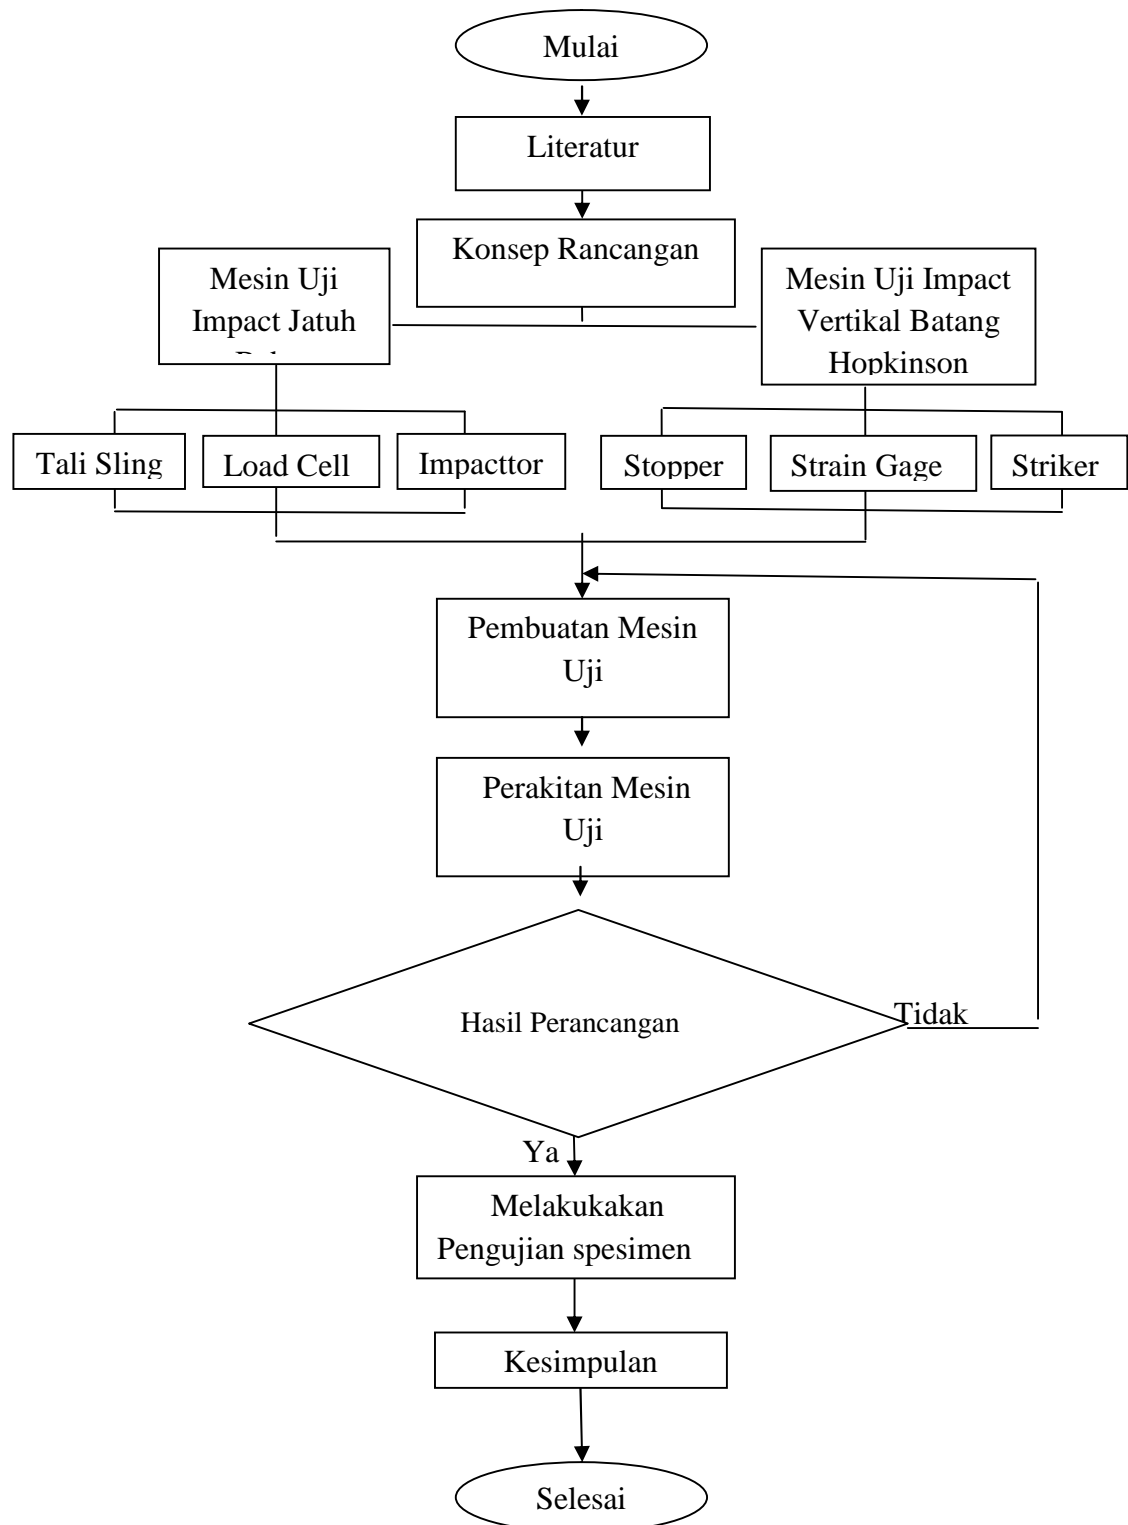 Mulai
Literatur
Konsep Rancangan
Mesin Uji
Impact Jatuh
Mesin Uji Impact
Vertikal Batang
Hopkinson
Tali Sling
Load Cell
Impacttor
Stopper
Strain Gage
Striker
Pembuatan Mesin
Uji
Perakitan Mesin
Uji
Hasil Perancangan
Tidak
Ya
Melakukakan
Pengujian spesimen
Kesimpulan
Selesai